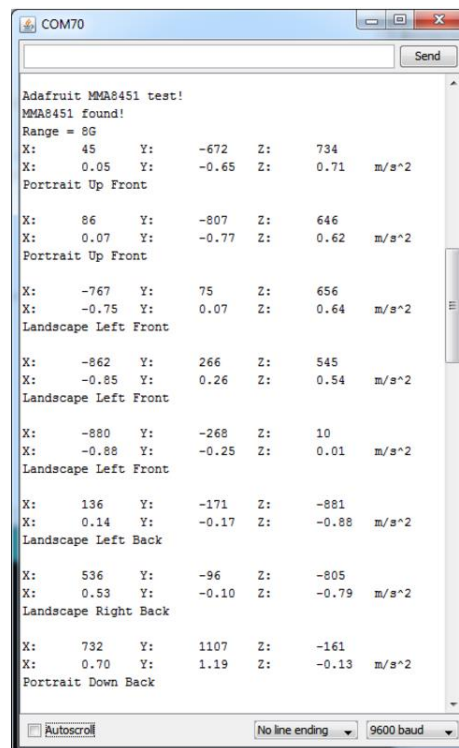 COM70
Send
Adafruit MMA8451 test!
MMA8451 found!
Range = 8G
X: 45 Y: -672 Z: 734
X: 0.05 Y: -0.65 Z: 0.71 m/s^2
Portrait Up Front
X: 86 Y: -807 Z: 646
X: 0.07 Y: -0.77 Z: 0.62 m/s^2
Portrait Up Front
X: -767 Y: 75 Z: 656
X: -0.75 Y: 0.07 Z: 0.64 m/s^2
Landscape Left Front
X: -862 Y: 266 Z: 545
X: -0.85 Y: 0.26 Z: 0.54 m/s^2
Landscape Left Front
X: -880 Y: -268 Z: 10
X: -0.88 Y: -0.25 Z: 0.01 m/s^2
Landscape Left Front
X: 136 Y: -171 Z: -881
X: 0.14 Y: -0.17 Z: -0.88 m/s^2
Landscape Left Back
X: 536 Y: -96 Z: -805
X: 0.53 Y: -0.10 Z: -0.79 m/s^2
Landscape Right Back
X: 732 Y: 1107 Z: -161
X: 0.70 Y: 1.19 Z: -0.13 m/s^2
Portrait Down Back
Autoscroll No line ending 9600 baud